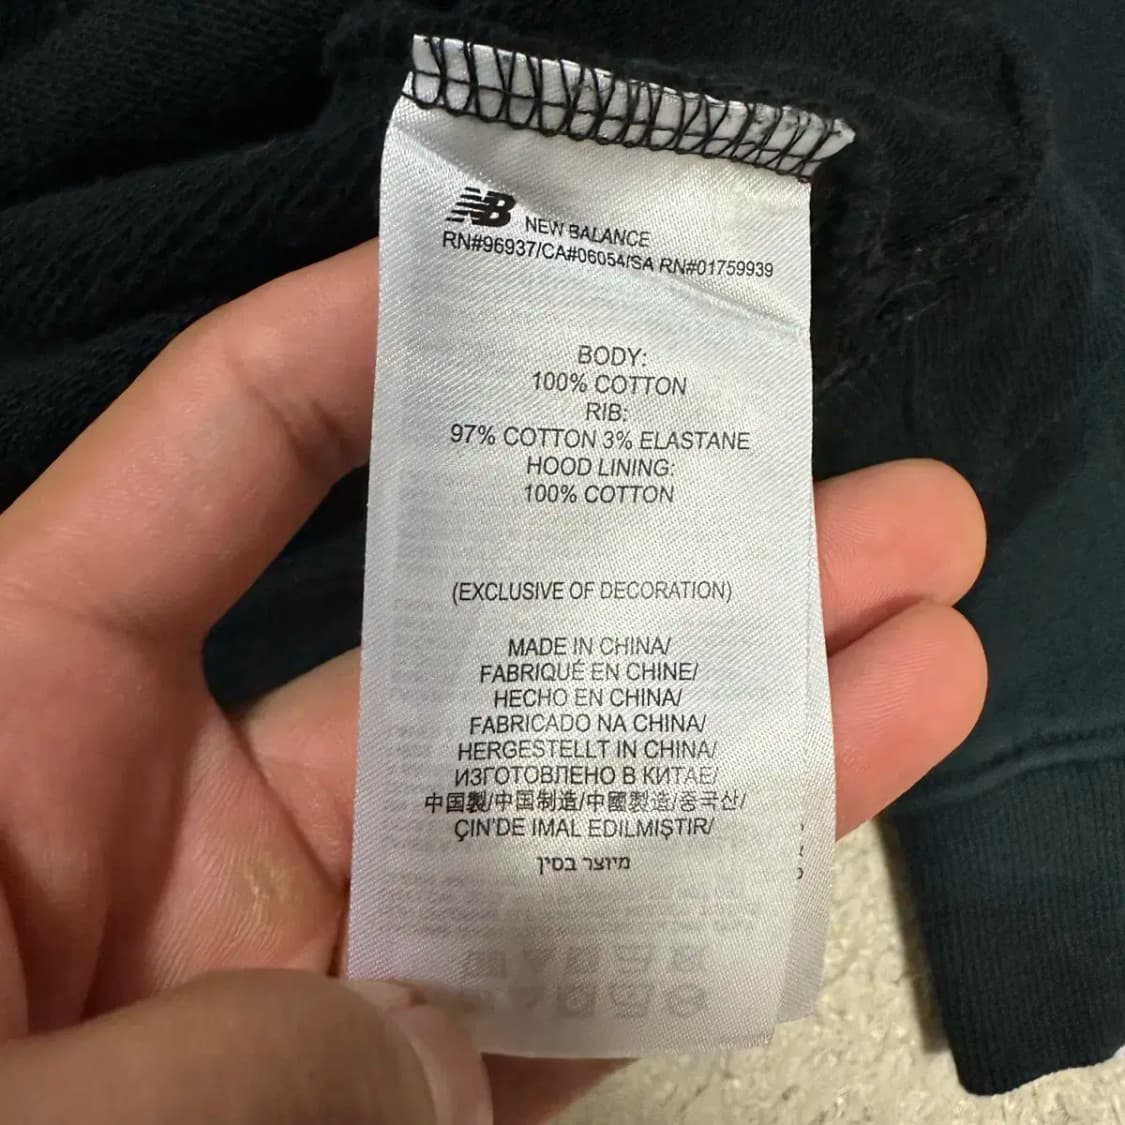 NB NEW BALANCE
RN#96937/CA#06054/SA RN#01759939
BODY:
100% COTTON
RIB:
97% COTTON 3% ELASTANE
HOOD LINING:
100% COTTON
(EXCLUSIVE OF DECORATION)
MADE IN CHINA/
FABRIQUÉ EN CHINE/
HECHO EN CHINA/
FABRICADO NA CHINA/
HERGESTELLT IN CHINA/
ИЗГОТОВЛЕНО В КИТАЕ/
中国製/中国制造/中國製造/중국산/
ÇIN'DE IMAL EDILMIŞTIR/
מיוצר בסין